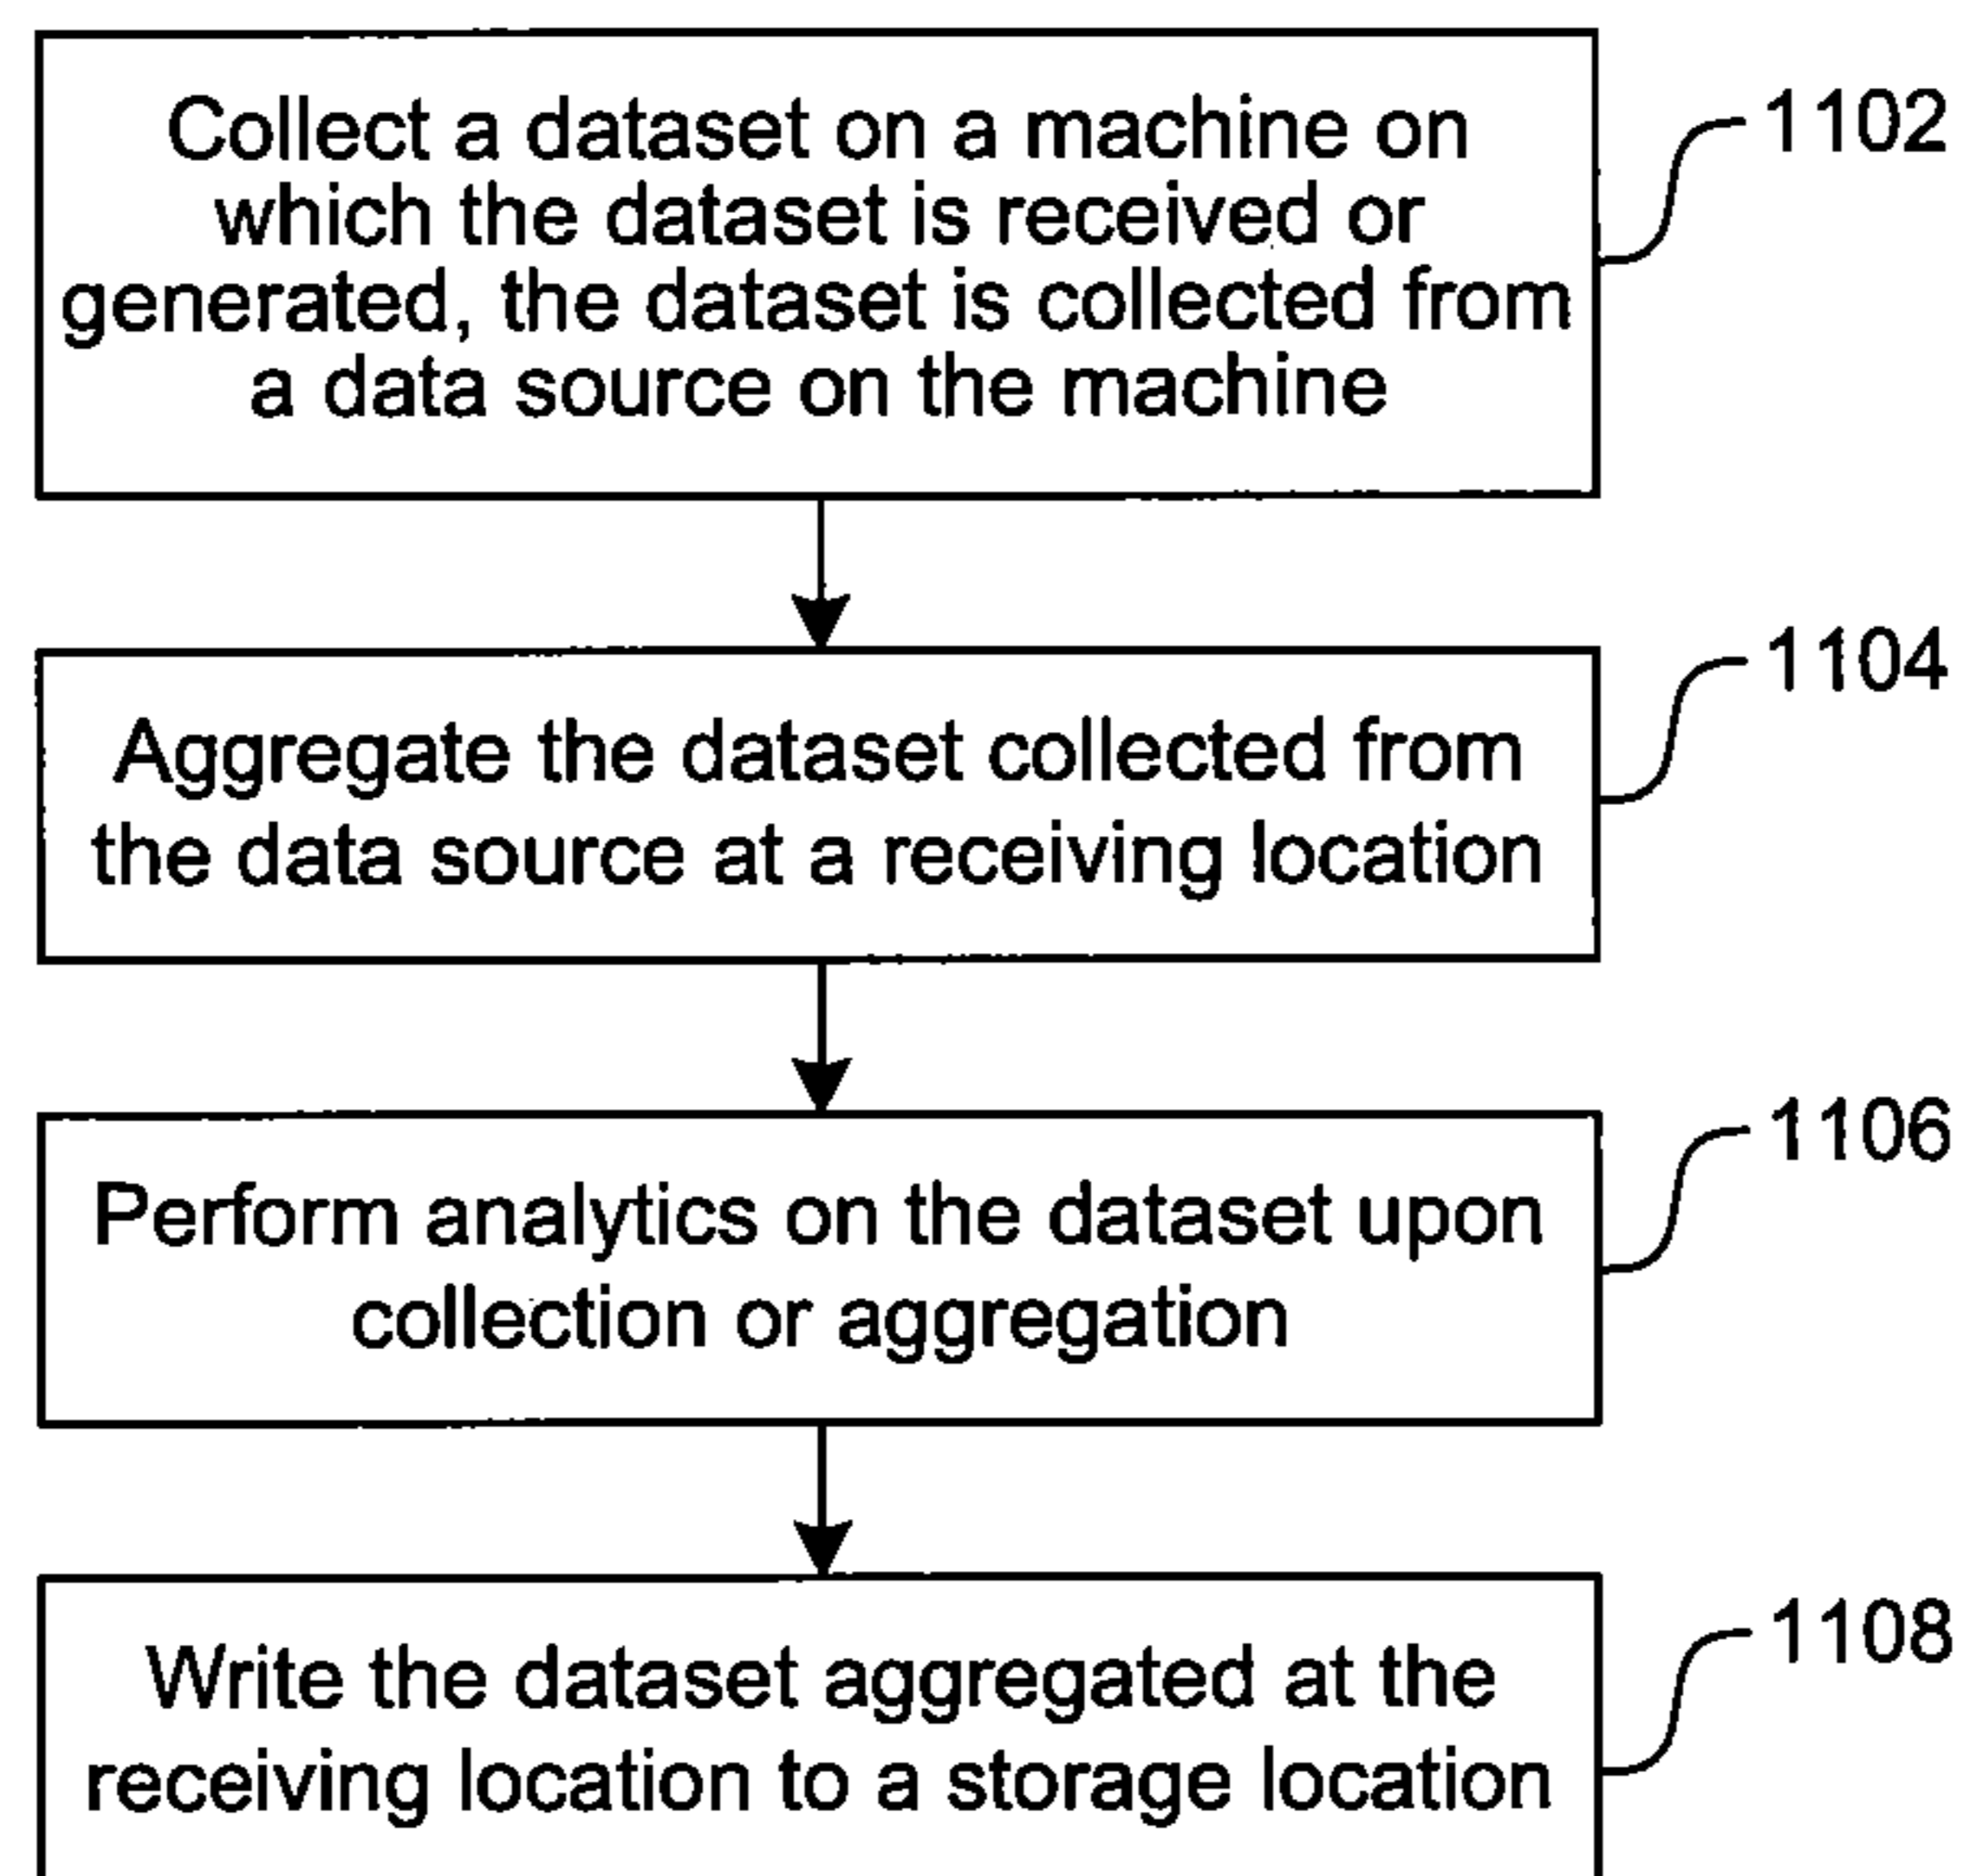 Collect a dataset on a machine on
which the dataset is received or
generated, the dataset is collected from
a data source on the machine
1102
Aggregate the dataset collected from
the data source at a receiving location
1104
Perform analytics on the dataset upon
collection or aggregation
1106
Write the dataset aggregated at the
receiving location to a storage location
1108